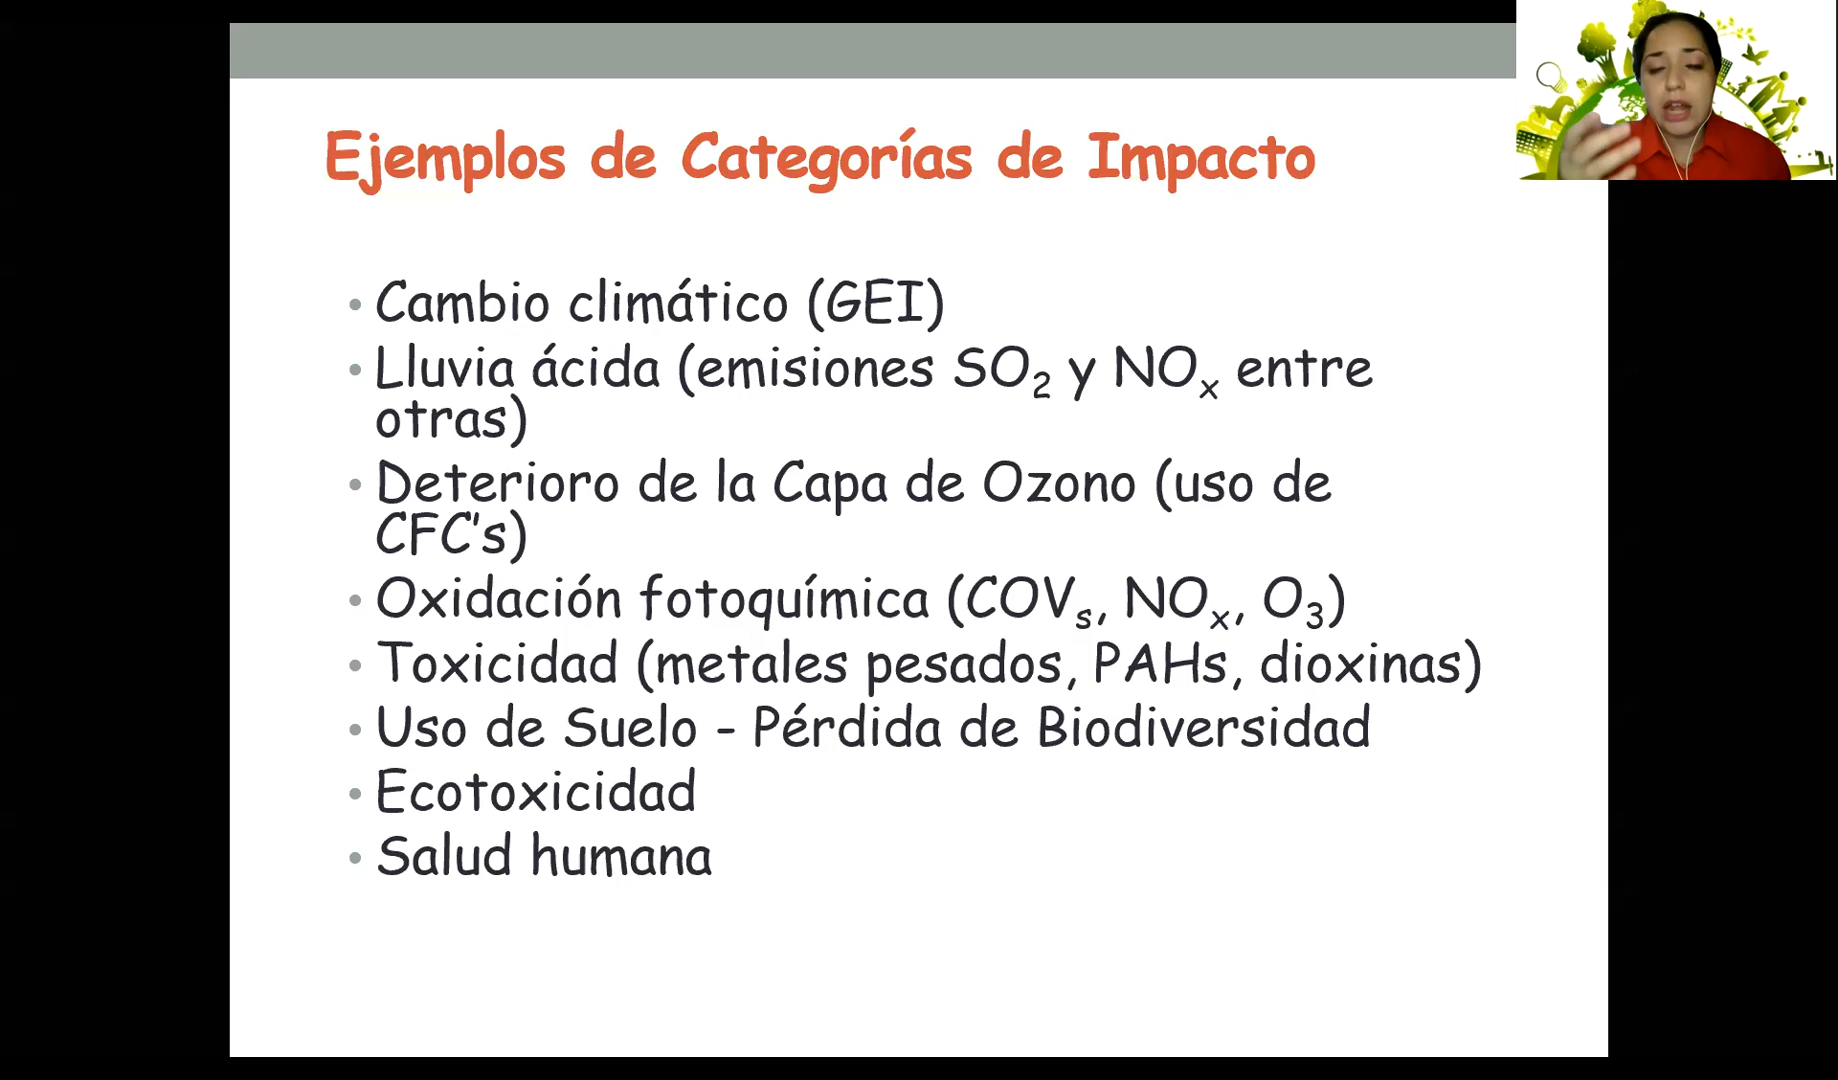 Ejemplos de Categorías de Impacto
• Cambio climático (GEI)
• Lluvia ácida (emisiones SO₂ y NOₓ entre
otras)
• Deterioro de la Capa de Ozono (uso de
CFC's)
• Oxidación fotoquímica (COVₛ, NOₓ, O₃)
• Toxicidad (metales pesados, PAHs, dioxinas)
• Uso de Suelo - Pérdida de Biodiversidad
• Ecotoxicidad
• Salud humana